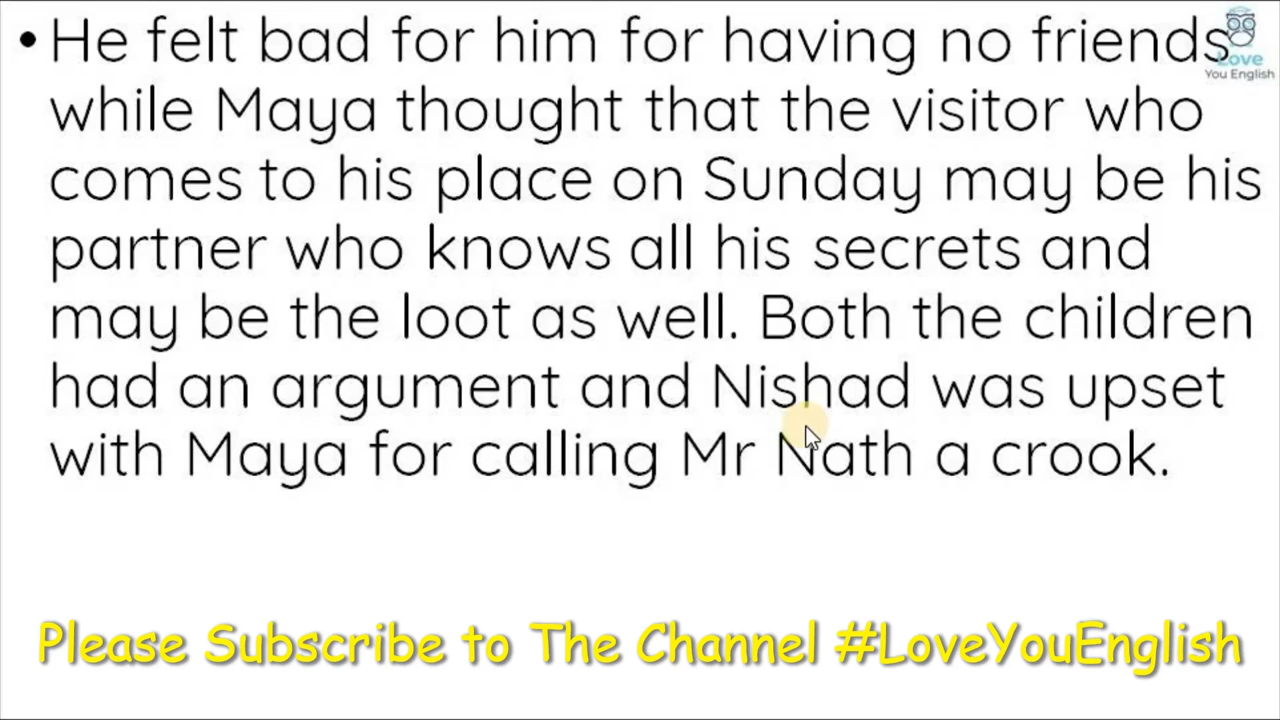 • He felt bad for him for having no friends
while Maya thought that the visitor who
comes to his place on Sunday may be his
partner who knows all his secrets and
may be the loot as well. Both the children
had an argument and Nishad was upset
with Maya for calling Mr Nath a crook.
Love
You English
Please Subscribe to The Channel #LoveYouEnglish